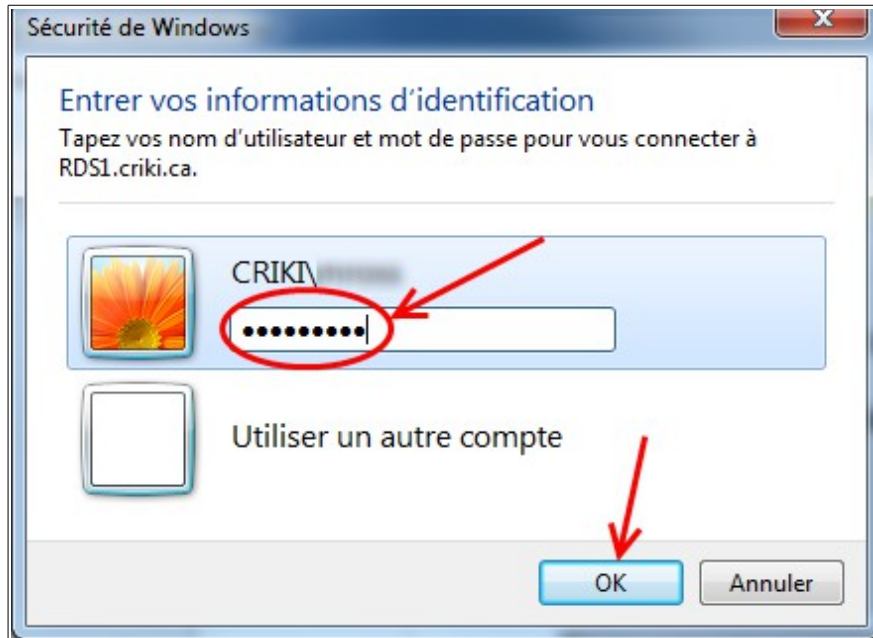 Sécurité de Windows
Entrer vos informations d'identification
Tapez vos nom d'utilisateur et mot de passe pour vous connecter à
RDS1.criki.ca.
CRIKI\
•••••••••
Utiliser un autre compte
OK Annuler